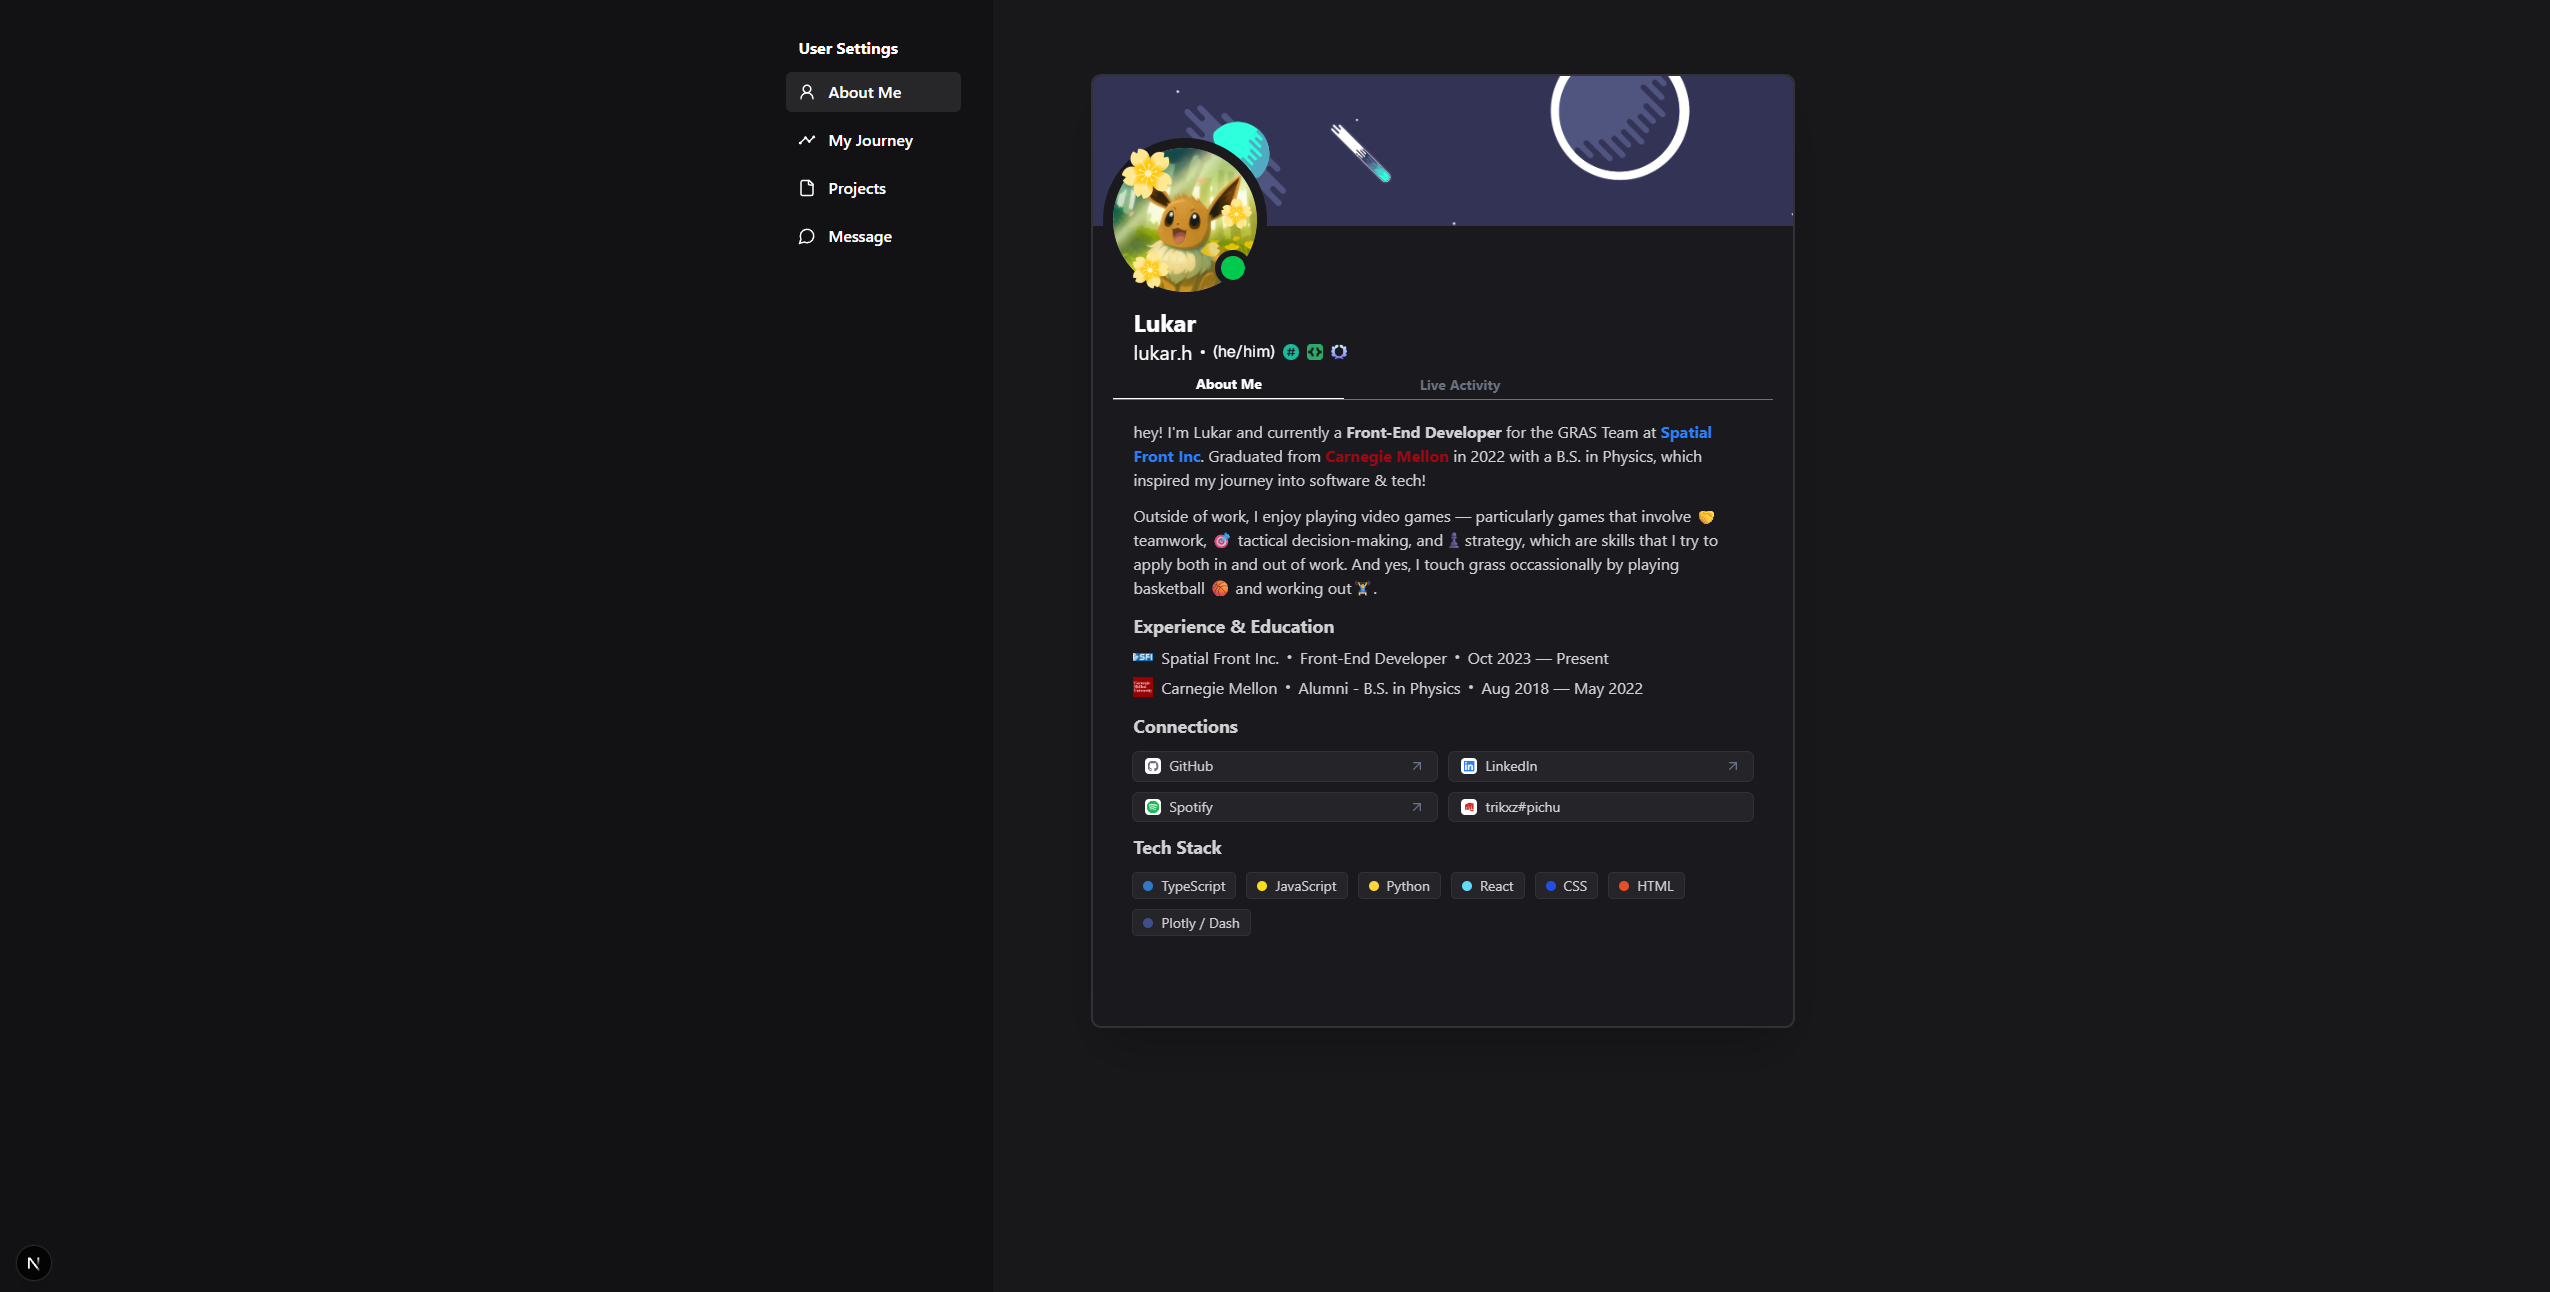 User Settings
About Me
My Journey
Projects
Message
Lukar
lukar.h • (he/him)
About Me
Live Activity
hey! I'm Lukar and currently a Front-End Developer for the GRAS Team at Spatial
Front Inc. Graduated from Carnegie Mellon in 2022 with a B.S. in Physics, which
inspired my journey into software & tech!
Outside of work, I enjoy playing video games — particularly games that involve 🤝
teamwork, 🎯 tactical decision-making, and ♟️ strategy, which are skills that I try to
apply both in and out of work. And yes, I touch grass occassionally by playing
basketball 🏀 and working out 🏋️.
Experience & Education
SFI Spatial Front Inc. • Front-End Developer • Oct 2023 — Present
Carnegie Mellon University Carnegie Mellon • Alumni - B.S. in Physics • Aug 2018 — May 2022
Connections
GitHub
LinkedIn
Spotify
trikxz#pichu
Tech Stack
TypeScript
JavaScript
Python
React
CSS
HTML
Plotly / Dash
N